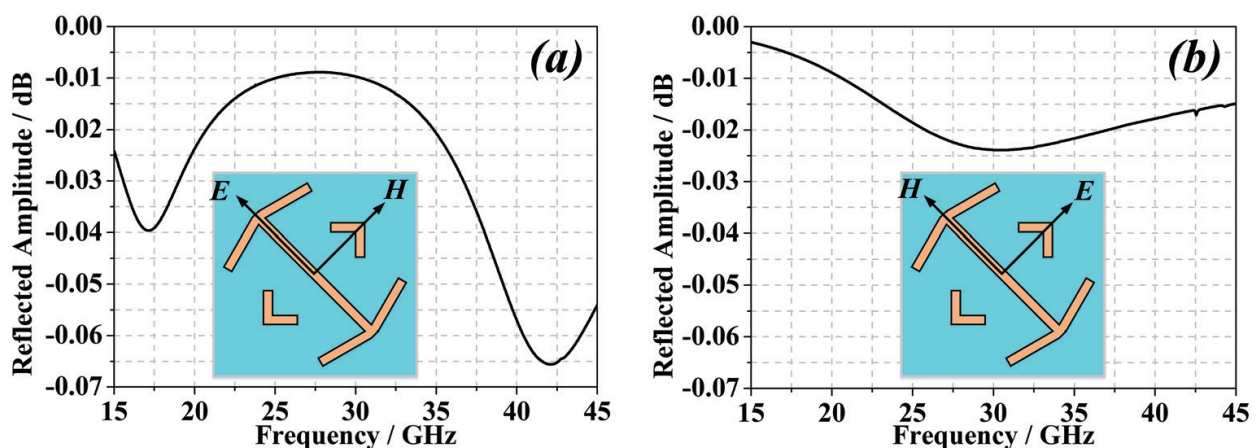 (a)
Reflected Amplitude / dB
0.00
-0.01
-0.02
-0.03
-0.04
-0.05
-0.06
-0.07
E
H
15 20 25 30 35 40 45
Frequency / GHz
(b)
Reflected Amplitude / dB
0.00
-0.01
-0.02
-0.03
-0.04
-0.05
-0.06
-0.07
H
E
15 20 25 30 35 40 45
Frequency / GHz